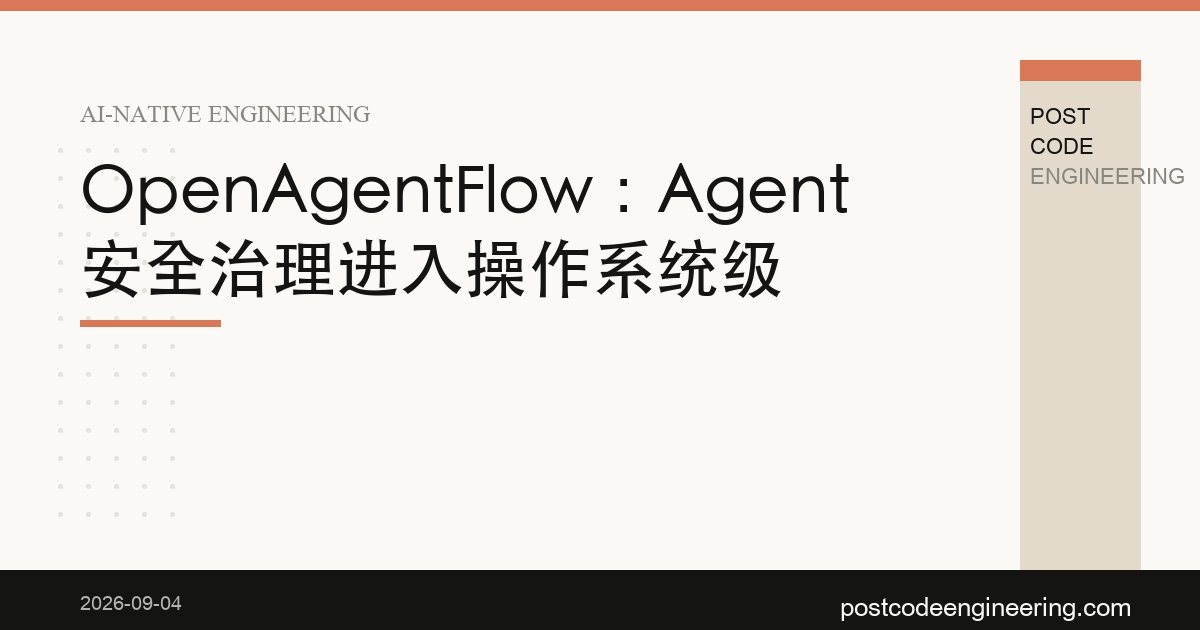 AI-NATIVE ENGINEERING
OpenAgentFlow：Agent
安全治理进入操作系统级
POST
CODE
ENGINEERING
2026-09-04
postcodeengineering.com